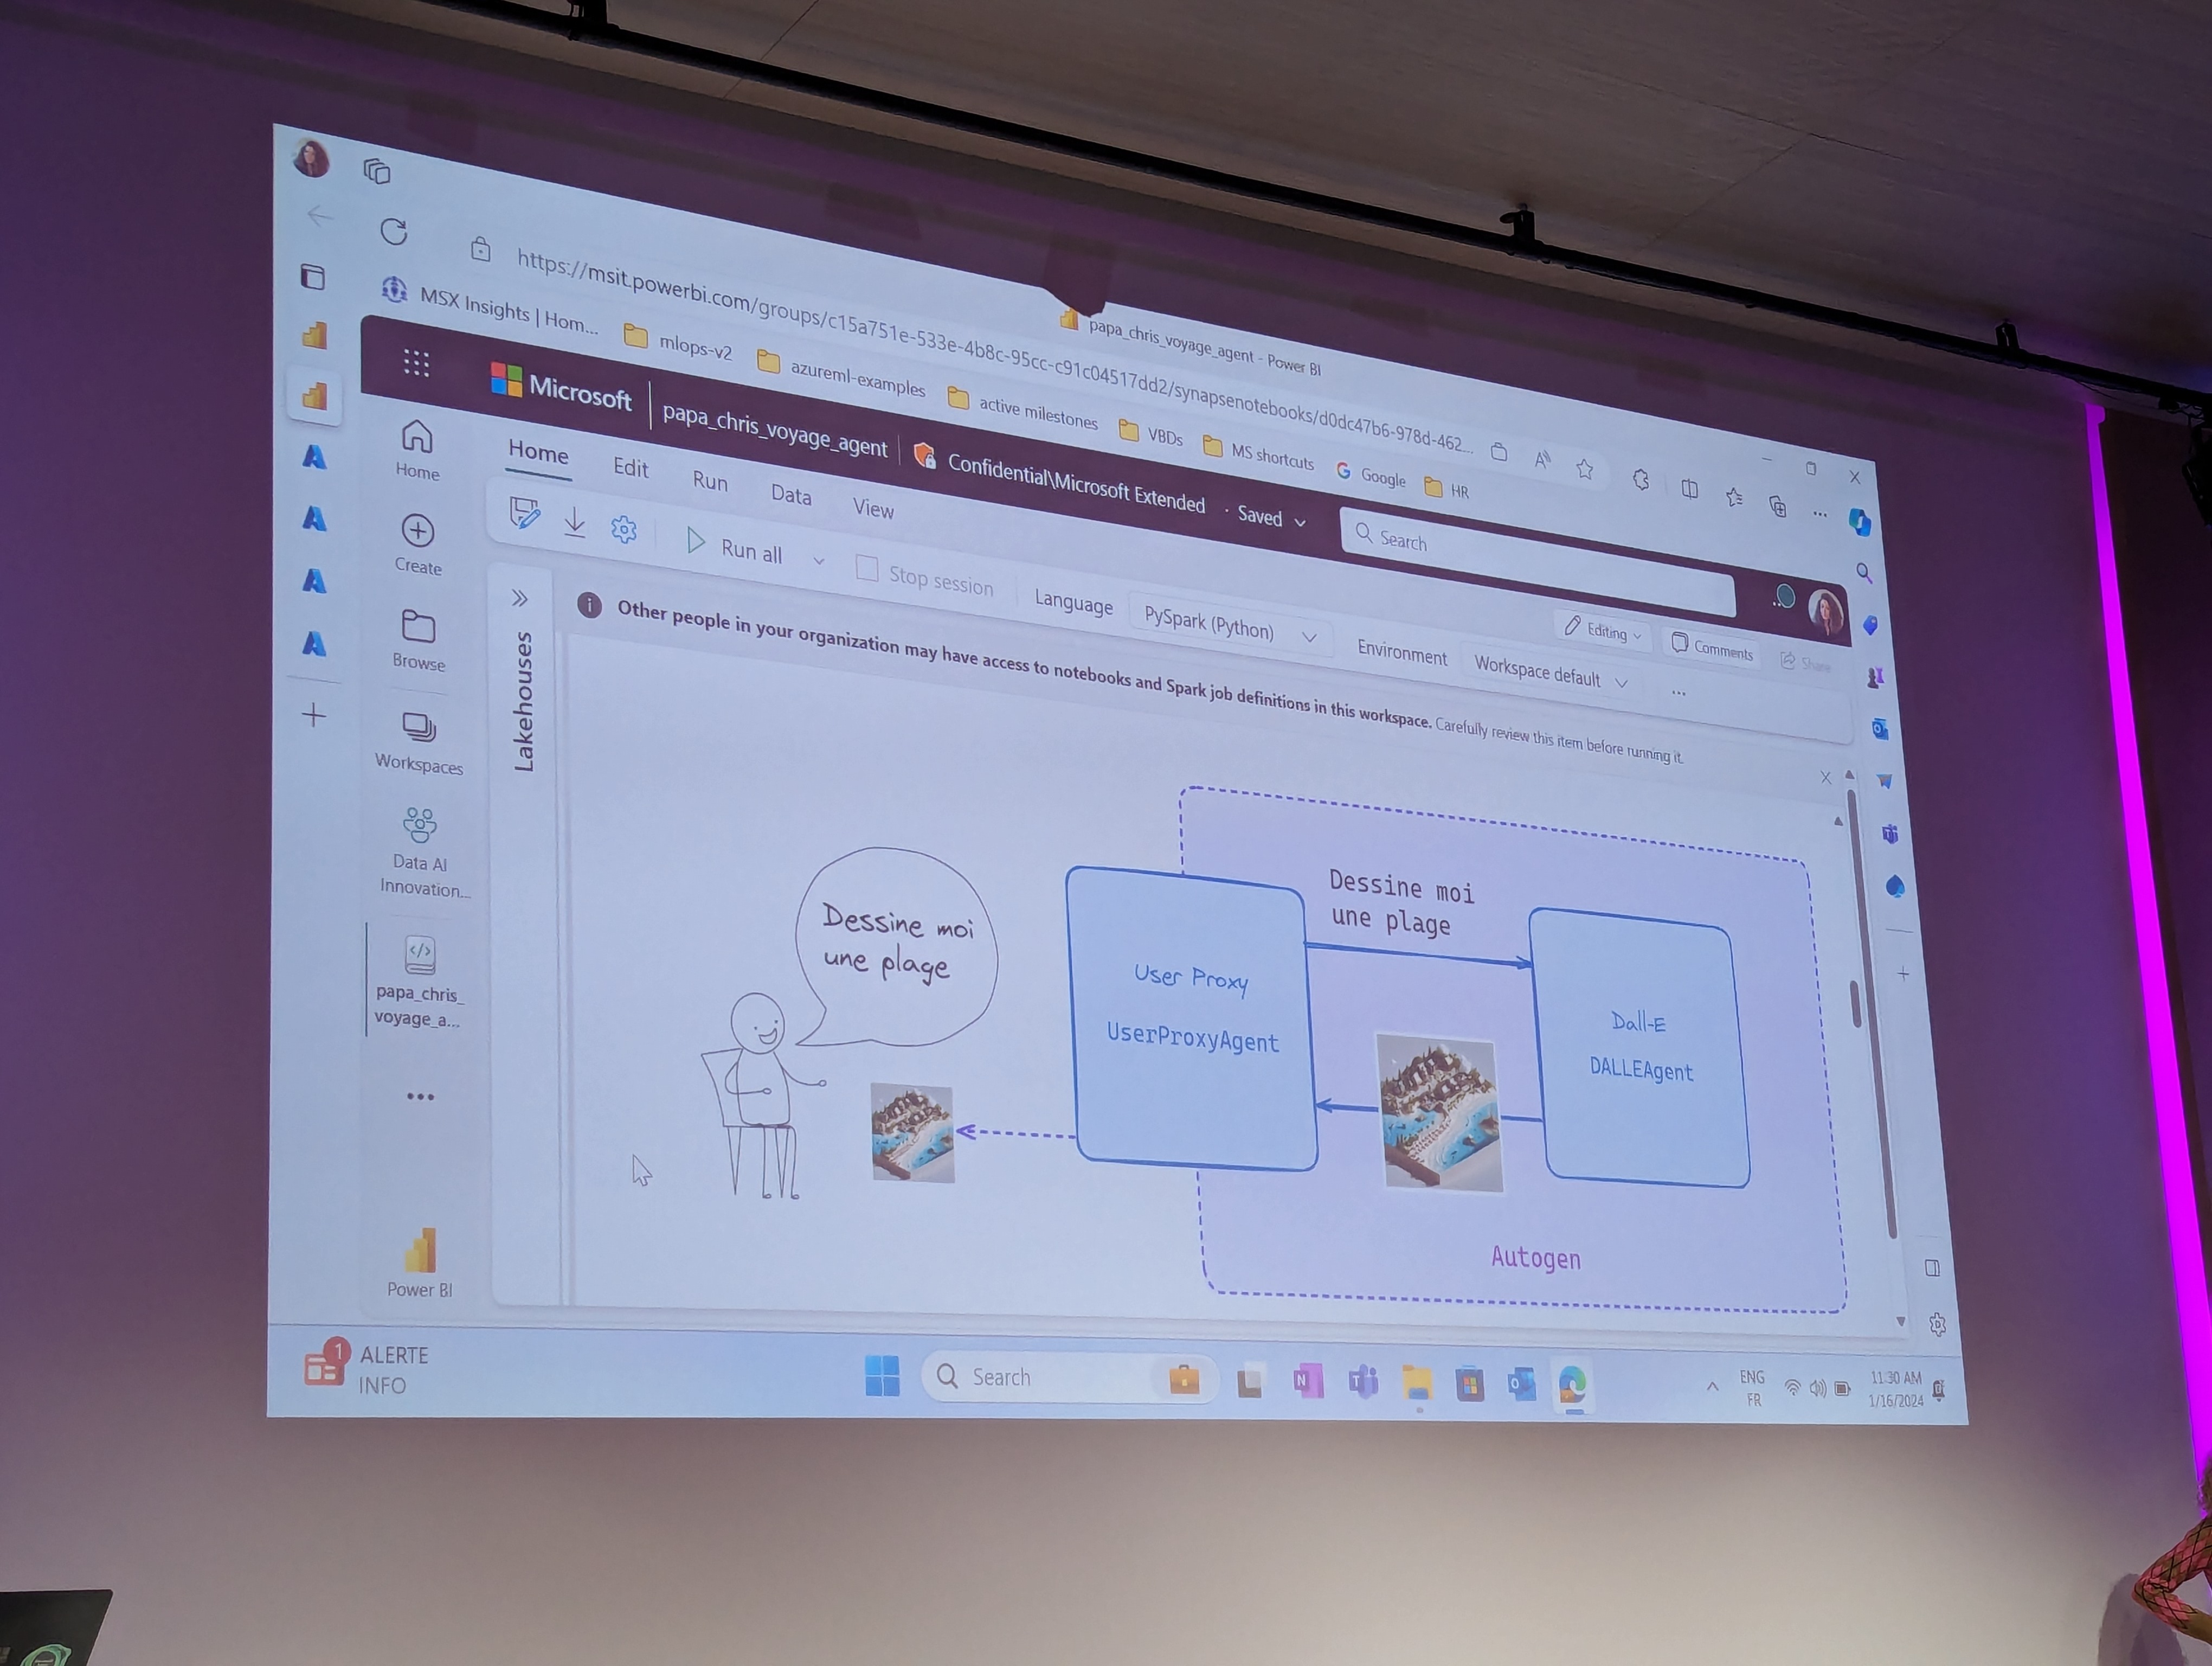 papa_chris_voyage_agent - Power BI
https://msit.powerbi.com/groups/c15a751e-533e-4b8c-95cc-c91c04517dd2/synapsenotebooks/d0dc47b6-978d-462...
MSX Insights | Hom...
mlops-v2
azureml-examples
active milestones
VBDs
MS shortcuts
Google
HR
Microsoft
papa_chris_voyage_agent
Confidential\Microsoft Extended
· Saved
Search
Home
Edit
Run
Data
View
Editing
Comments
Share
Run all
Stop session
Language
PySpark (Python)
Environment
Workspace default
...
Other people in your organization may have access to notebooks and Spark job definitions in this workspace. Carefully review this item before running it.
Home
Create
Browse
Workspaces
Data AI
Innovation...
papa_chris_
voyage_a...
Power BI
Lakehouses
Dessine moi
une plage
User Proxy
UserProxyAgent
Dessine moi
une plage
Dall-E
DALLEAgent
Autogen
1
ALERTE
INFO
Search
ENG
FR
11:30 AM
1/16/2024